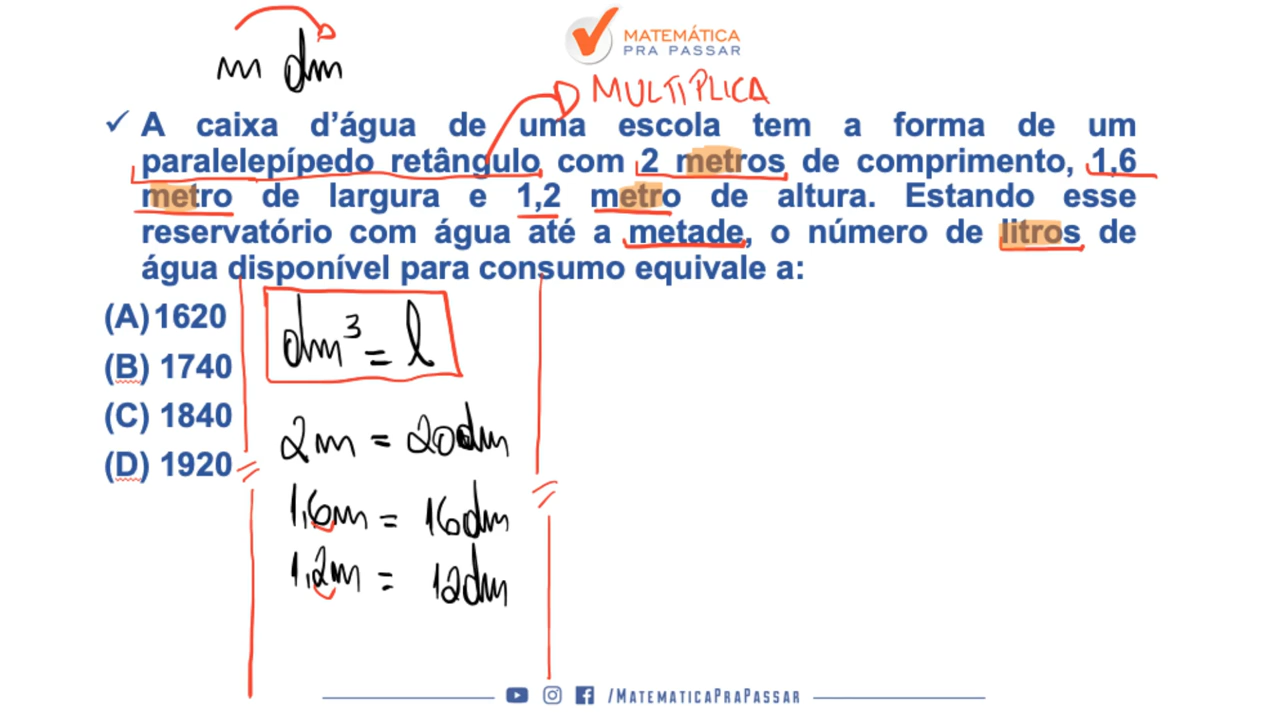 m dm
MATEMÁTICA
PRA PASSAR
MULTIPLICA
✓ A caixa d'água de uma escola tem a forma de um
paralelepípedo retângulo com 2 metros de comprimento, 1,6
metro de largura e 1,2 metro de altura. Estando esse
reservatório com água até a metade, o número de litros de
água disponível para consumo equivale a:
(A) 1620
(B) 1740
(C) 1840
(D) 1920
dm³ = l
2m = 20dm
1,6m = 16dm
1,2m = 12dm
/MatematicaPraPassar